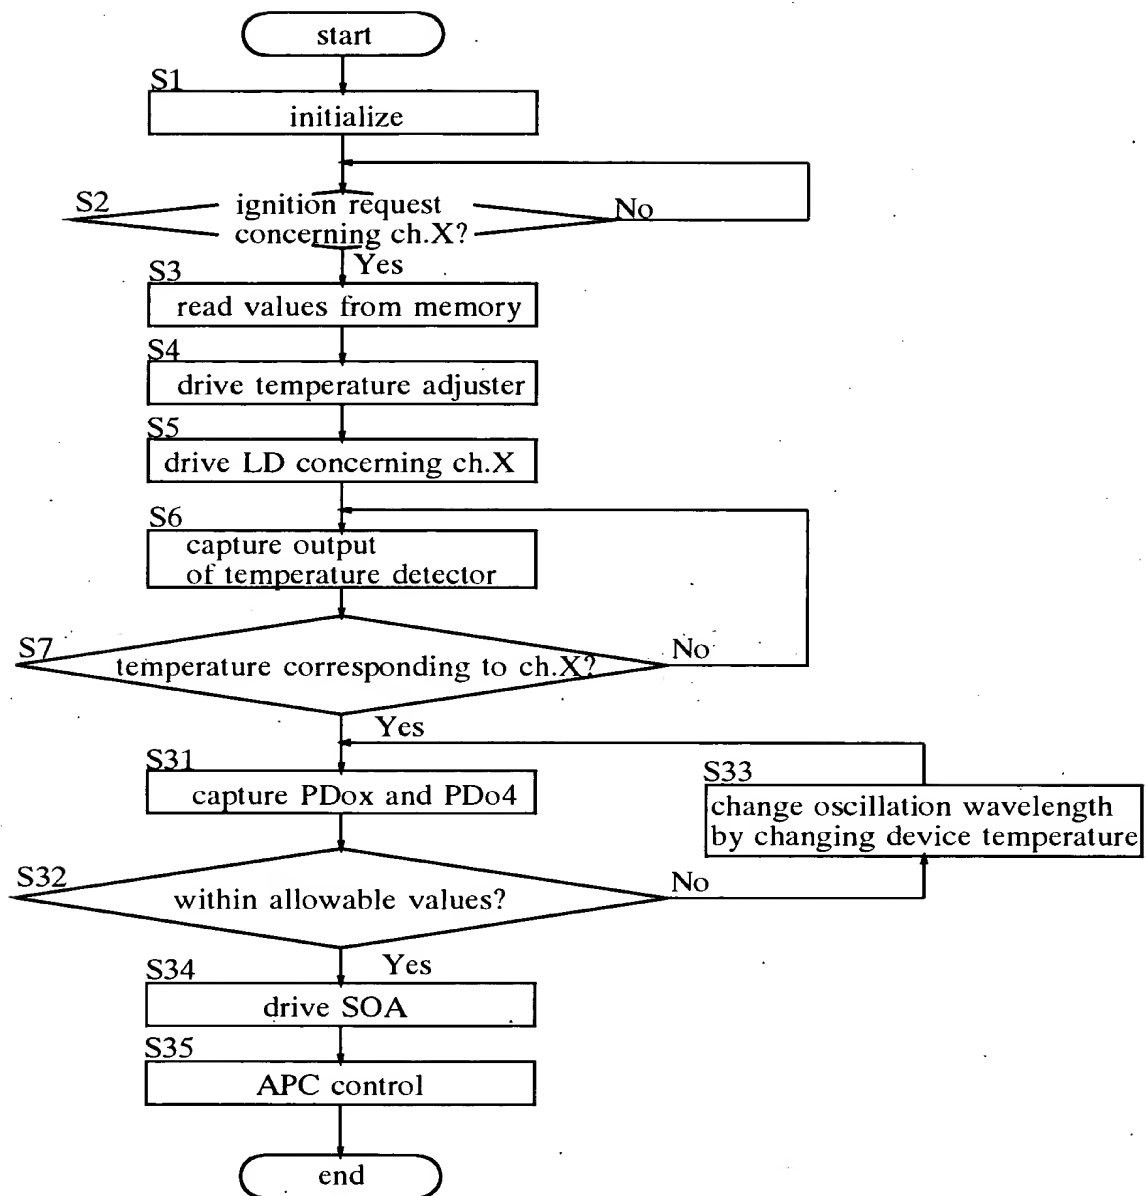 start
S1
initialize
S2
ignition request
concerning ch.X?
No
Yes
S3
read values from memory
S4
drive temperature adjuster
S5
drive LD concerning ch.X
S6
capture output
of temperature detector
S7
temperature corresponding to ch.X?
No
Yes
S31
capture PDox and PDo4
S33
change oscillation wavelength
by changing device temperature
S32
within allowable values?
No
Yes
S34
drive SOA
S35
APC control
end